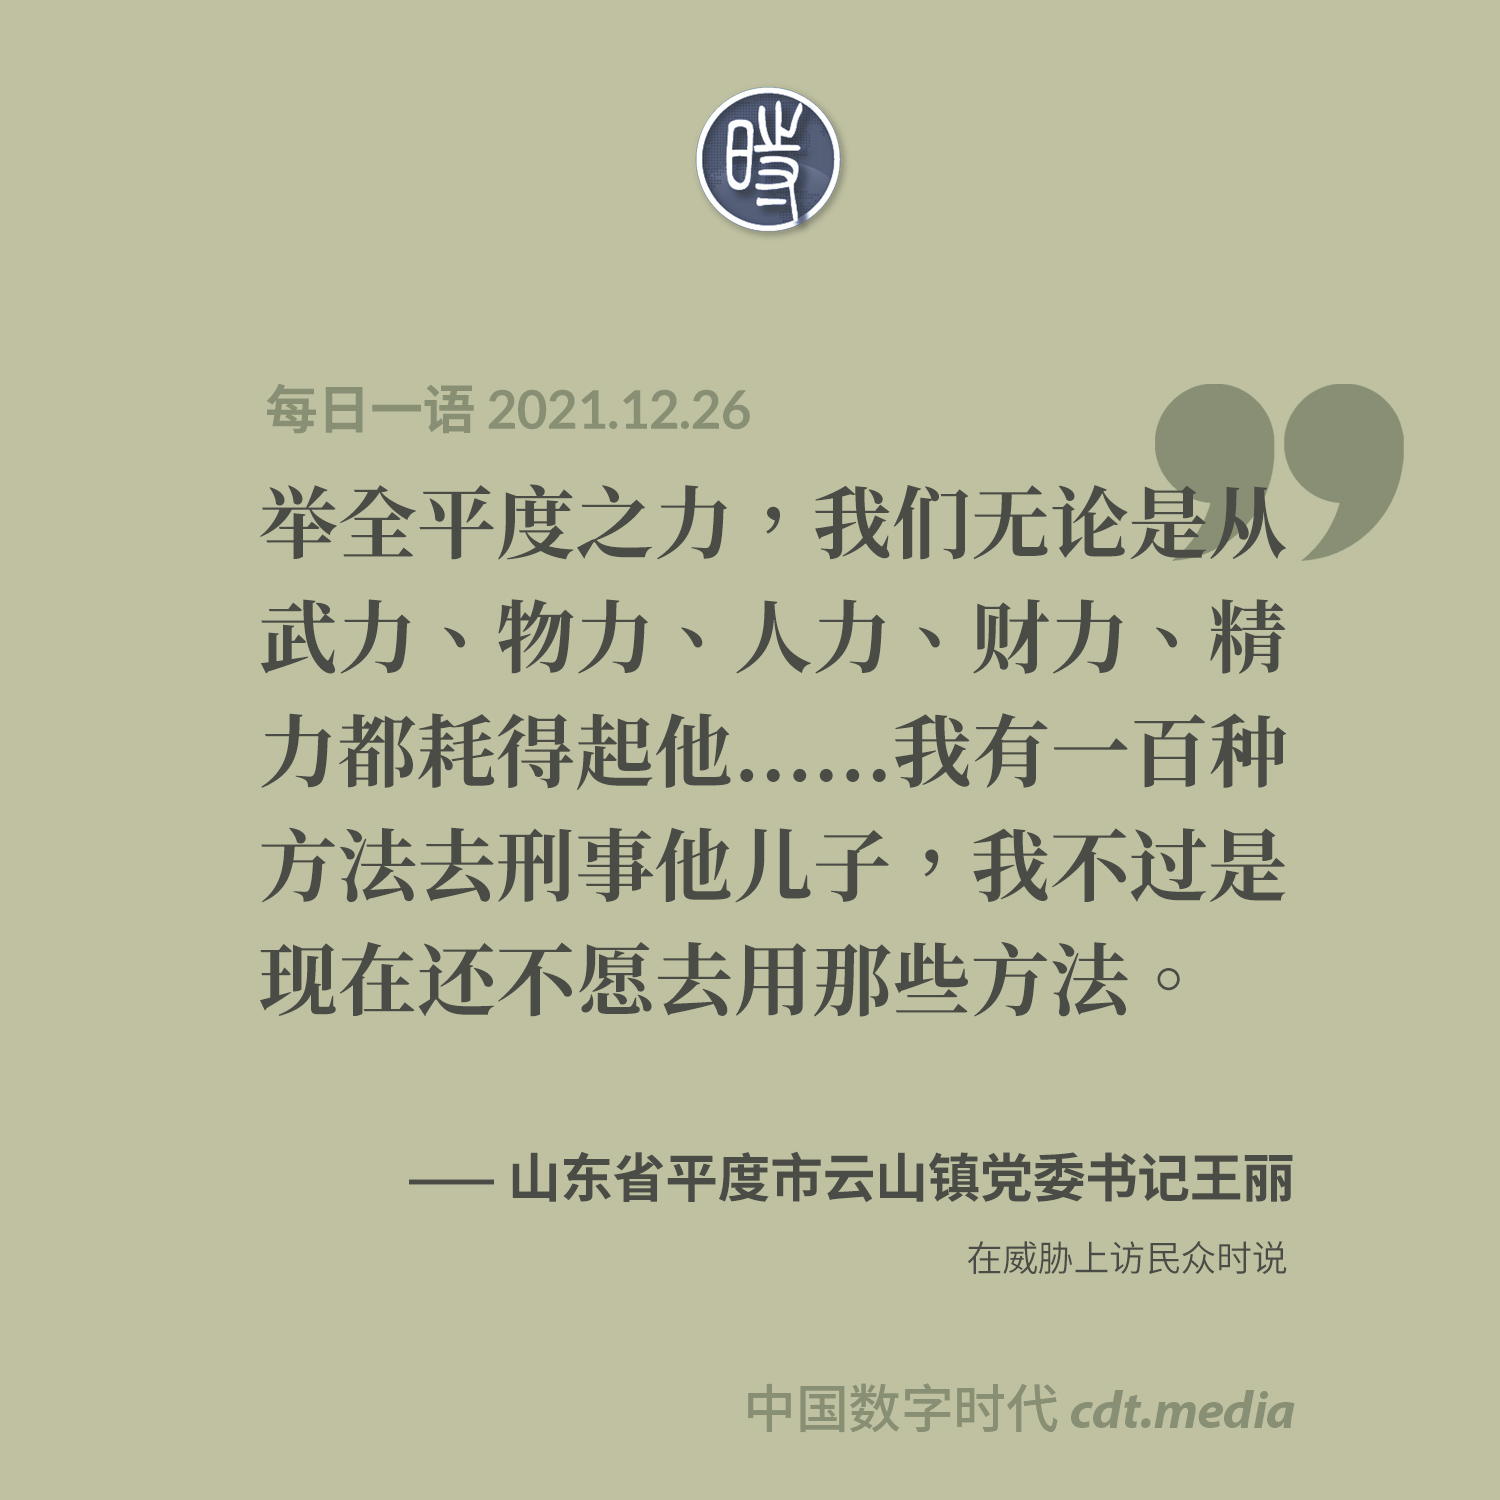 時
每日一语 2021.12.26
举全平度之力，我们无论是从
武力、物力、人力、财力、精
力都耗得起他……我有一百种
方法去刑事他儿子，我不过是
现在还不愿去用那些方法。
—— 山东省平度市云山镇党委书记王丽
在威胁上访民众时说
中国数字时代 cdt.media